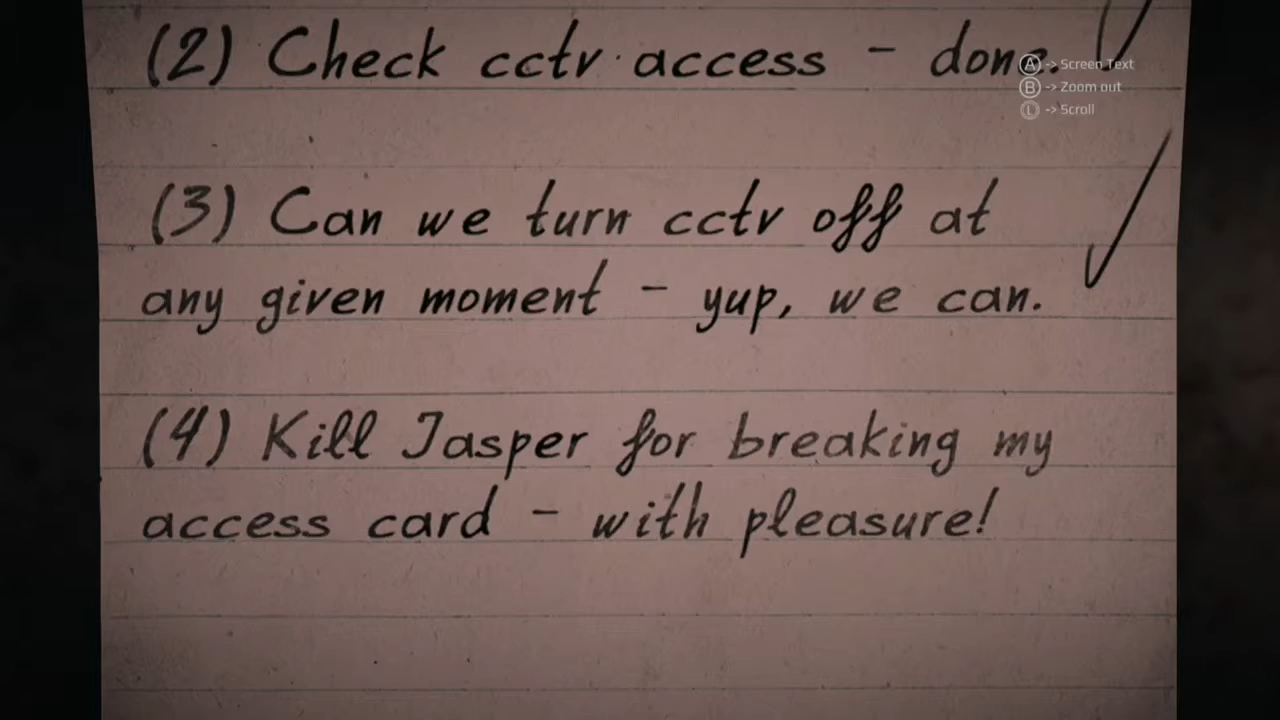 (2) Check cctv access - done.
A -> Screen Text
B -> Zoom out
L -> Scroll
(3) Can we turn cctv off at
any given moment - yup, we can.
(4) Kill Jasper for breaking my
access card - with pleasure!